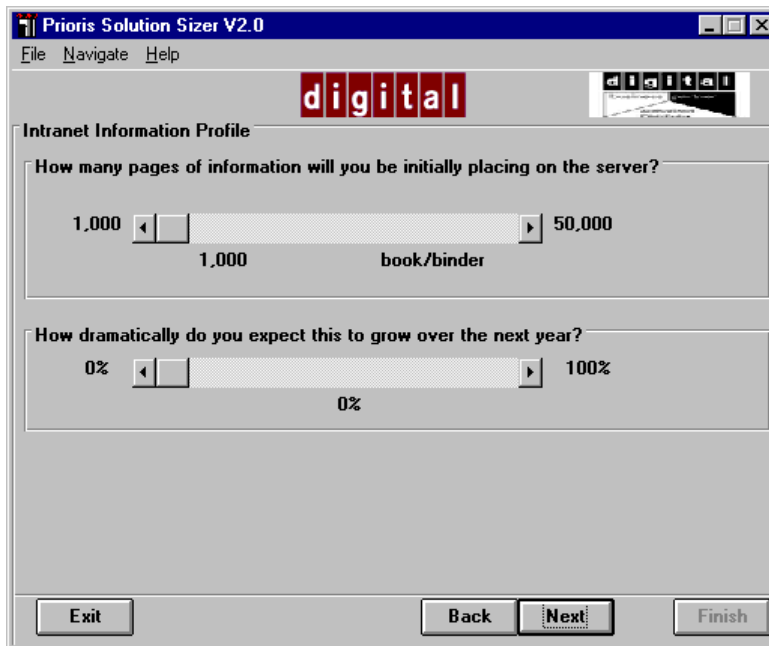 Prioris Solution Sizer V2.0
File Navigate Help
digital
digital
Intranet Information Profile
How many pages of information will you be initially placing on the server?
1,000 50,000
1,000 book/binder
How dramatically do you expect this to grow over the next year?
0% 100%
0%
Exit Back Next Finish